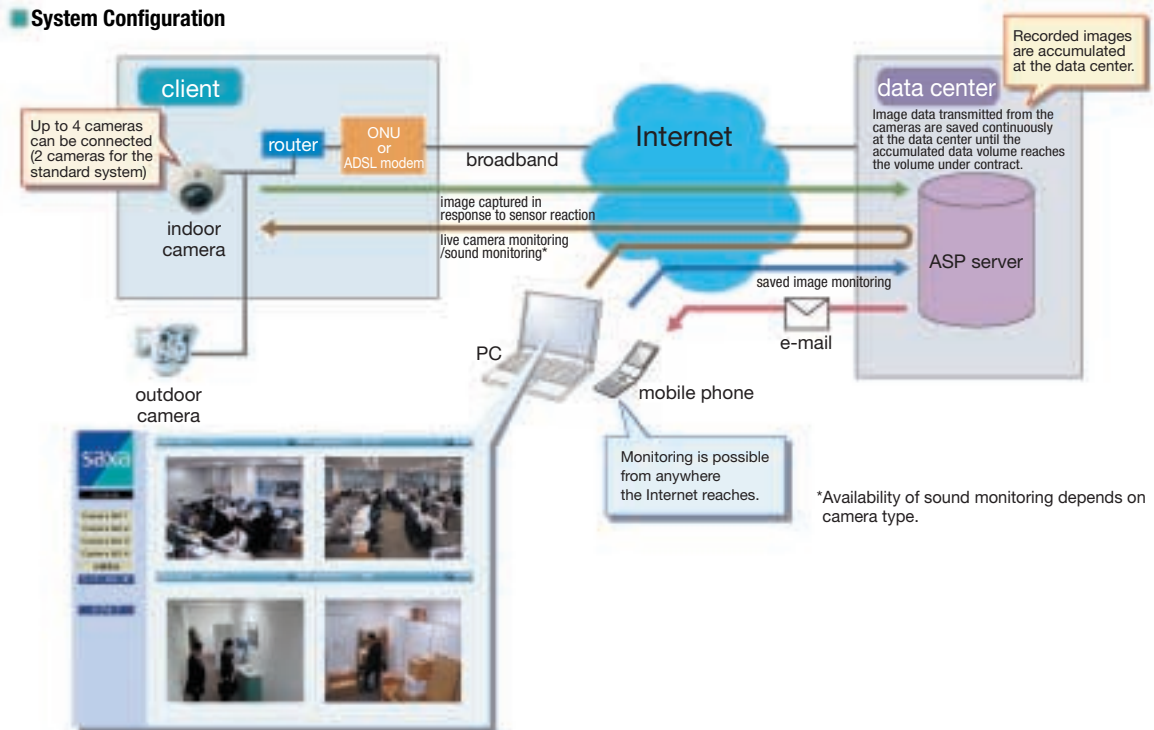 System Configuration
Recorded images
are accumulated
at the data center.
client
data center
Image data transmitted from the
cameras are saved continuously
at the data center until the
accumulated data volume reaches
the volume under contract.
Up to 4 cameras
can be connected
(2 cameras for the
standard system)
router
ONU
or
ADSL modem
broadband
Internet
image captured in
response to sensor reaction
indoor
camera
live camera monitoring
/sound monitoring*
ASP server
saved image monitoring
e-mail
PC
mobile phone
outdoor
camera
Monitoring is possible
from anywhere
the Internet reaches.
*Availability of sound monitoring depends on
camera type.
saxa